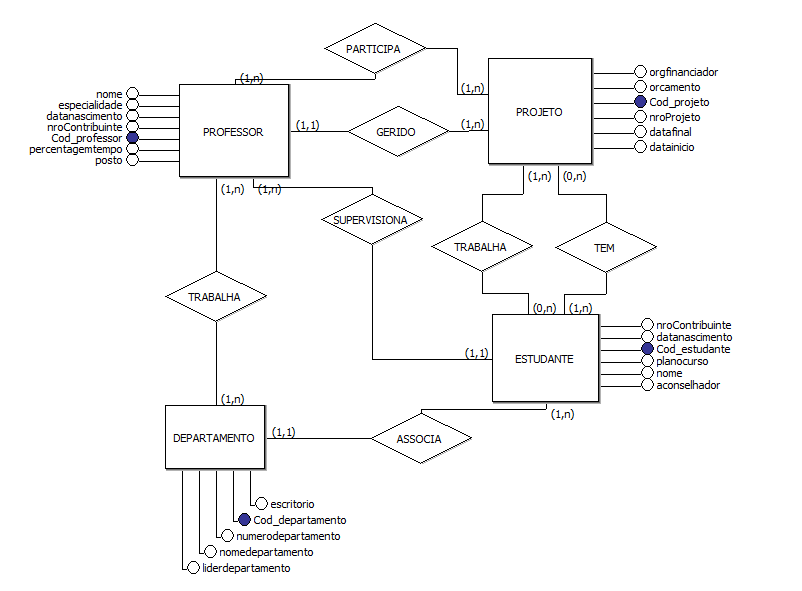 PARTICIPA
(1,n)
(1,n)
nome
especialidade
datanascimento
nroContribuinte
Cod_professor
percentagemtempo
posto
PROFESSOR
(1,1)
GERIDO
(1,n)
PROJETO
orgfinanciador
orcamento
Cod_projeto
nroProjeto
datafinal
datainicio
(1,n)
(1,n)
(1,n)
(0,n)
SUPERVISIONA
TRABALHA
TEM
TRABALHA
(0,n)
(1,n)
nroContribuinte
datanascimento
Cod_estudante
planocurso
nome
aconselhador
(1,1)
ESTUDANTE
(1,n)
(1,n)
DEPARTAMENTO
(1,1)
ASSOCIA
escritorio
Cod_departamento
numerodepartamento
nomedepartamento
liderdepartamento